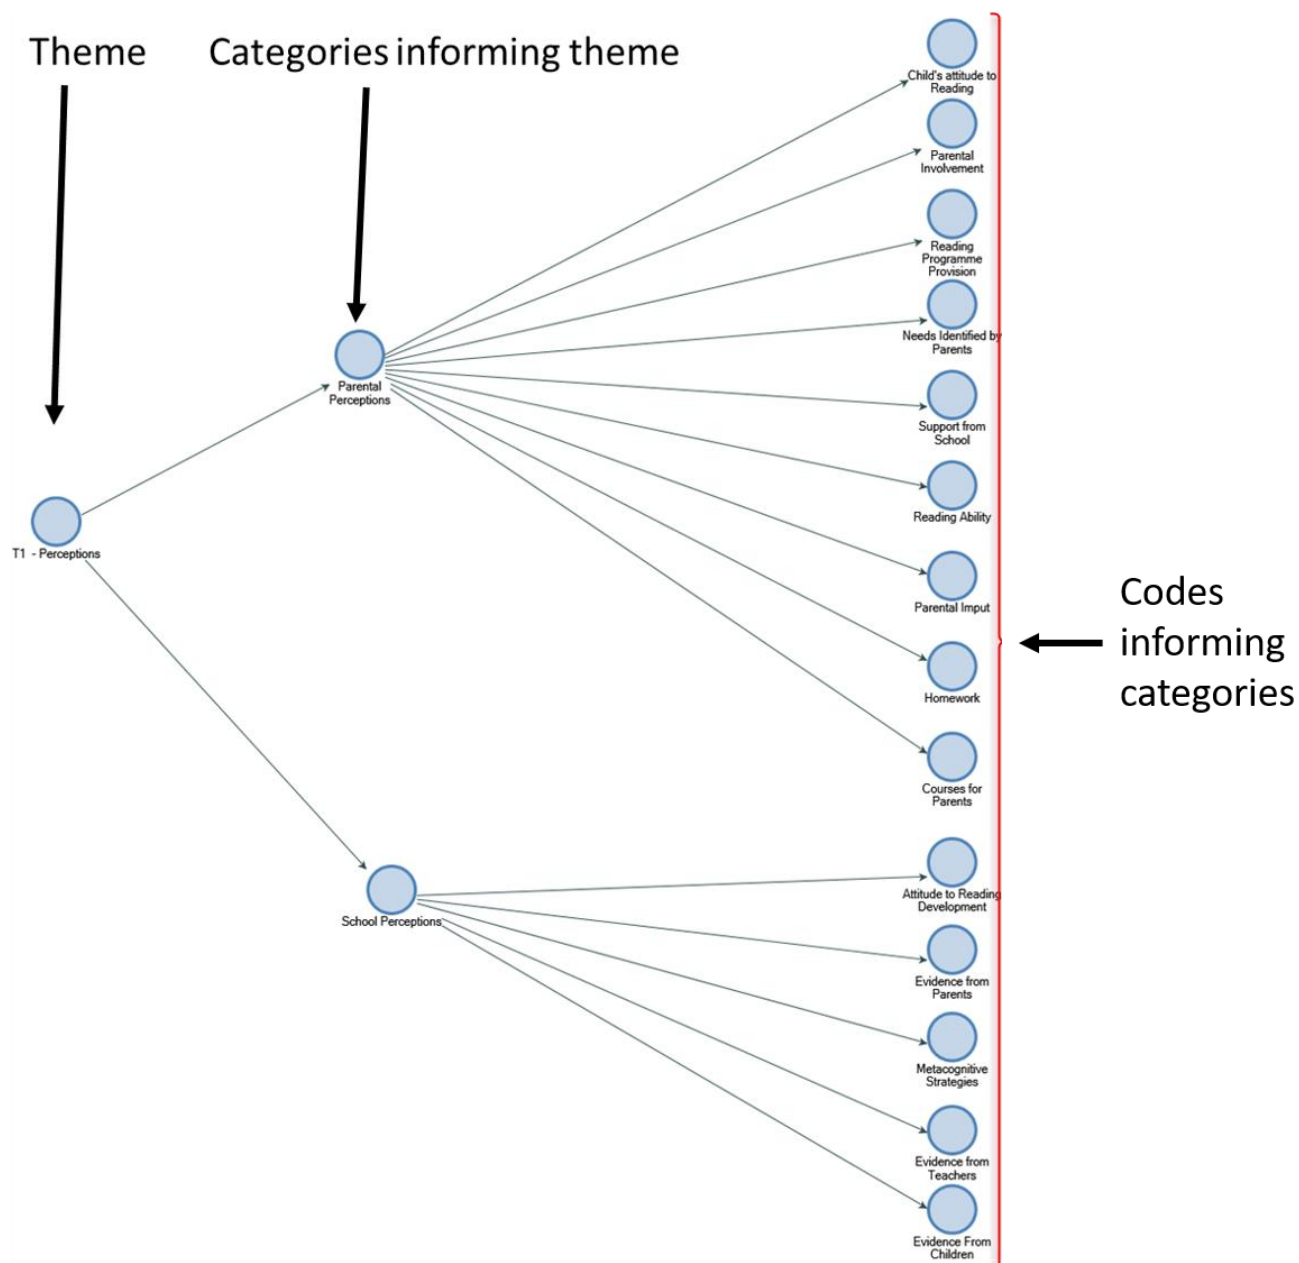 Theme
Categories informing theme
Child's attitude to
Reading
Parental
Involvement
Reading
Programme
Provision
Needs Identified by
Parents
Parental
Perceptions
Support from
School
Reading Ability
T1 - Perceptions
Parental Imput
Codes
informing
categories
Homework
Courses for
Parents
Attitude to Reading
Development
School Perceptions
Evidence from
Parents
Metacognitive
Strategies
Evidence from
Teachers
Evidence From
Children